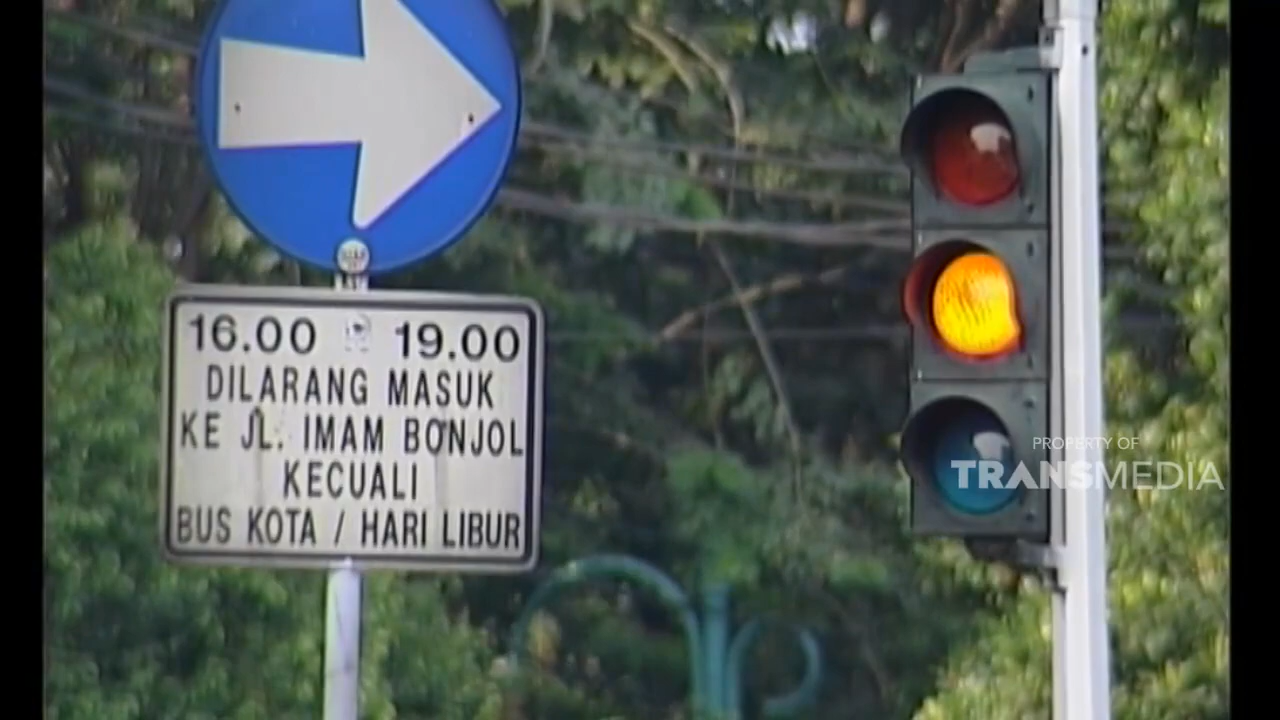 16.00 19.00
DILARANG MASUK
KE JL. IMAM BONJOL
KECUALI
BUS KOTA / HARI LIBUR
PROPERTY OF
TRANSMEDIA